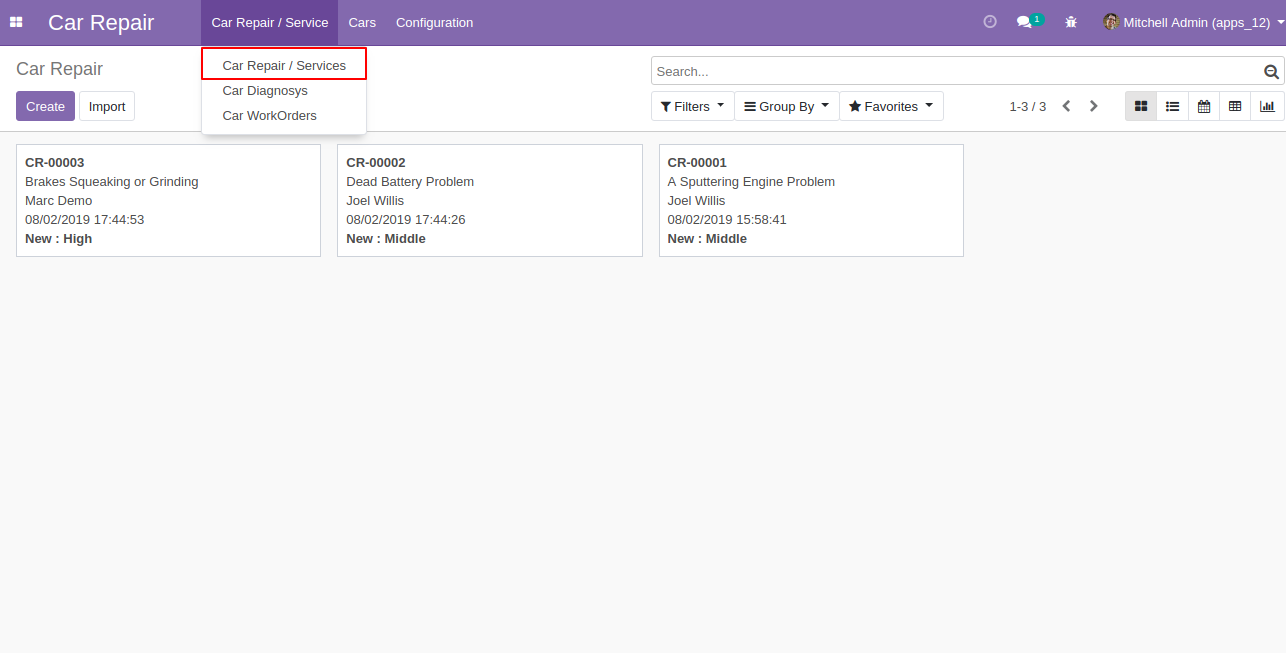 Car Repair Car Repair / Service Cars Configuration 1 Mitchell Admin (apps_12)
Car Repair
Car Repair / Services
Car Diagnosys
Car WorkOrders
Search...
Create Import
Filters Group By Favorites 1-3 / 3
CR-00003
Brakes Squeaking or Grinding
Marc Demo
08/02/2019 17:44:53
New : High
CR-00002
Dead Battery Problem
Joel Willis
08/02/2019 17:44:26
New : Middle
CR-00001
A Sputtering Engine Problem
Joel Willis
08/02/2019 15:58:41
New : Middle